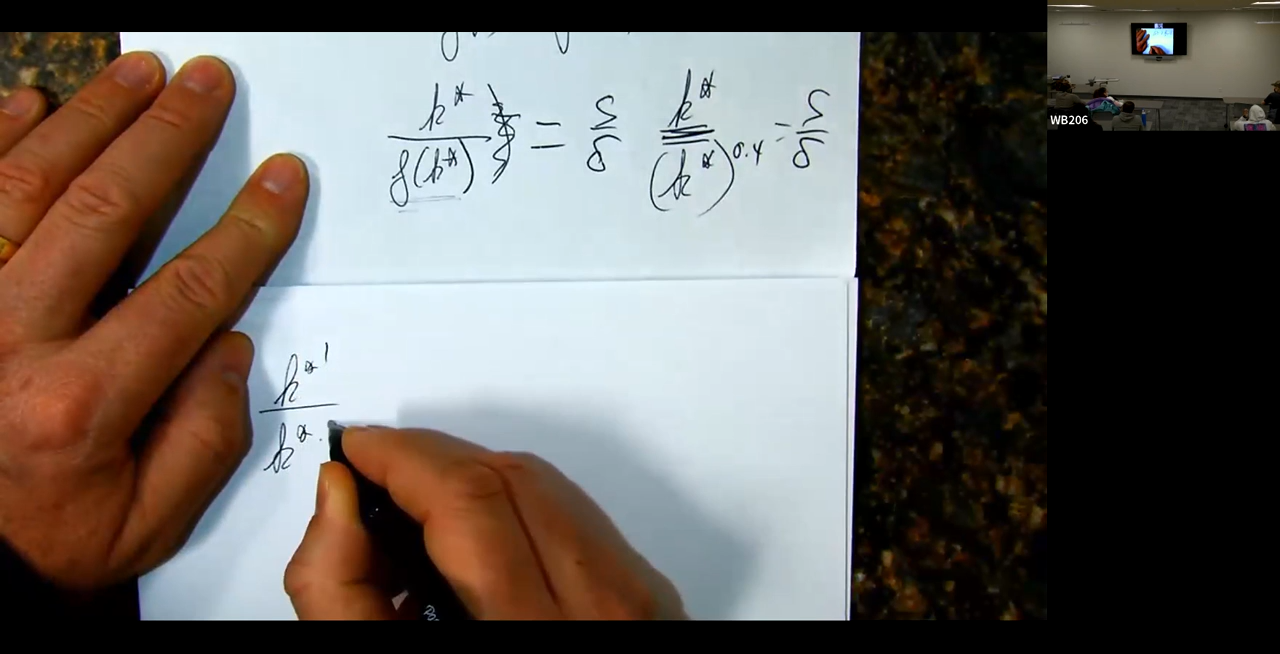 k* / f(k*) = S/δ   k* / (k*)^0.4 = S/δ
k*^1 / k*^.
WB206